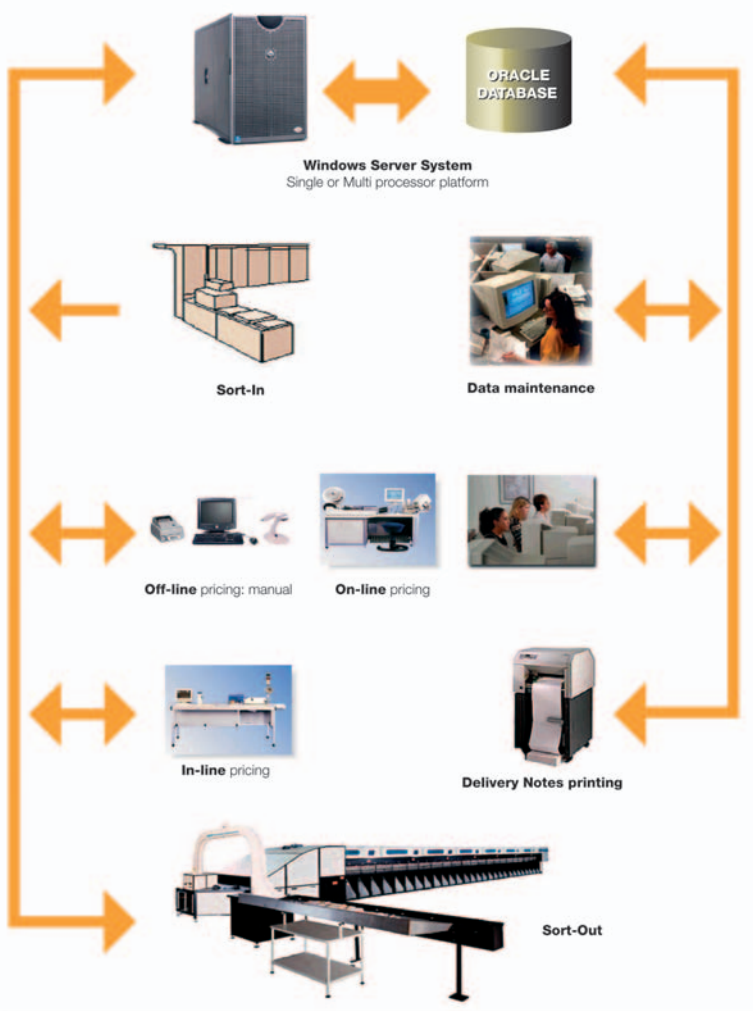 ORACLE
DATABASE
Windows Server System
Single or Multi processor platform
Sort-In
Data maintenance
Off-line pricing: manual
On-line pricing
In-line pricing
Delivery Notes printing
Sort-Out